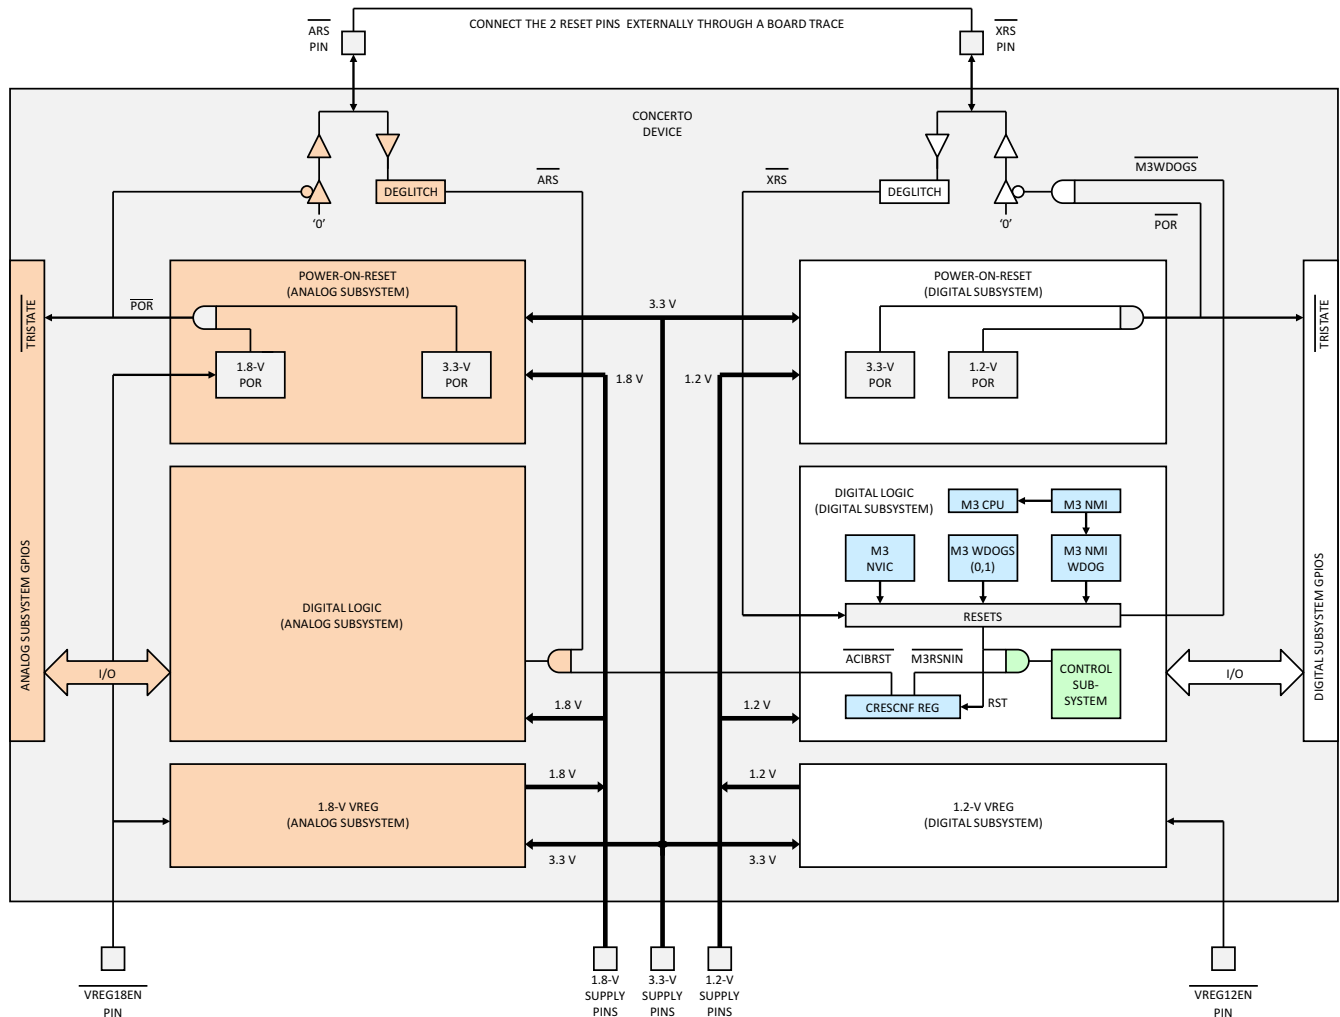 CONNECT THE 2 RESET PINS EXTERNALLY THROUGH A BOARD TRACE
ARS
PIN
XRS
PIN
CONCERTO
DEVICE
DEGLITCH
ARS
'0'
XRS
DEGLITCH
'0'
M3WDOGS
POR
POWER-ON-RESET
(ANALOG SUBSYSTEM)
POR
1.8-V
POR
3.3-V
POR
3.3 V
1.8 V
1.2 V
POWER-ON-RESET
(DIGITAL SUBSYSTEM)
3.3-V
POR
1.2-V
POR
TRISTATE
ANALOG SUBSYSTEM GPIOS
TRISTATE
DIGITAL SUBSYSTEM GPIOS
I/O
DIGITAL LOGIC
(ANALOG SUBSYSTEM)
DIGITAL LOGIC
(DIGITAL SUBSYSTEM)
M3 CPU
M3 NMI
M3
NVIC
M3 WDOGS
(0,1)
M3 NMI
WDOG
RESETS
ACIBRST
M3RSNIN
CRESCNF REG
RST
CONTROL
SUB-
SYSTEM
I/O
1.8 V
1.2 V
1.8 V
1.2 V
1.8-V VREG
(ANALOG SUBSYSTEM)
1.2-V VREG
(DIGITAL SUBSYSTEM)
3.3 V
3.3 V
VREG18EN
PIN
1.8-V
SUPPLY
PINS
3.3-V
SUPPLY
PINS
1.2-V
SUPPLY
PINS
VREG12EN
PIN